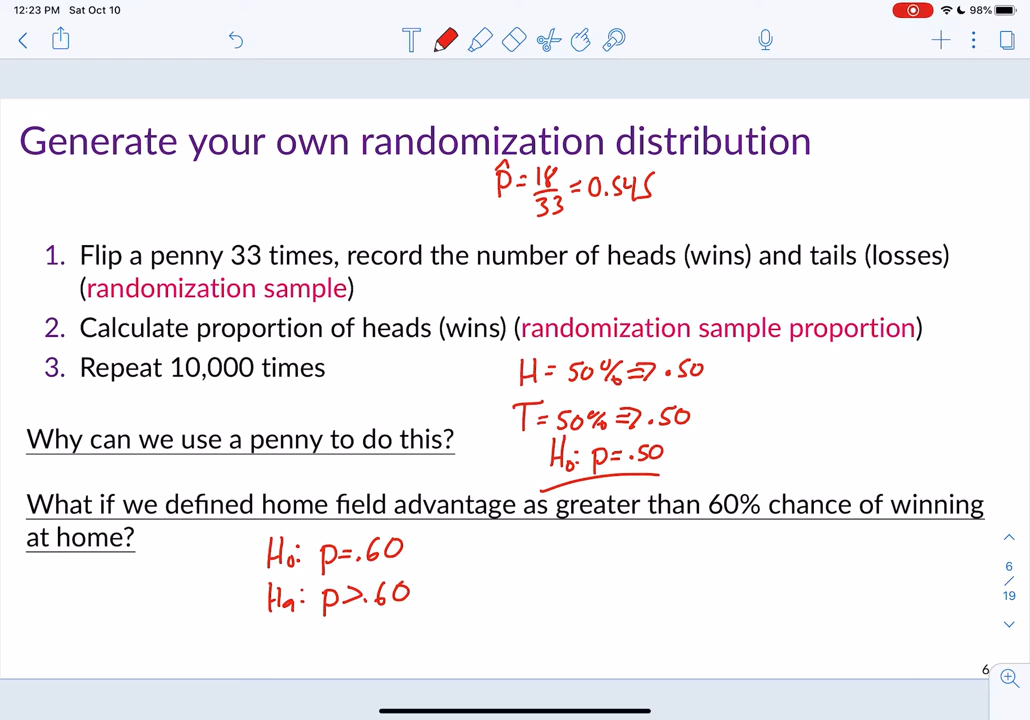 12:23 PM Sat Oct 10
98%
T
Generate your own randomization distribution
p̂ = 18/33 = 0.545
1. Flip a penny 33 times, record the number of heads (wins) and tails (losses)
(randomization sample)
2. Calculate proportion of heads (wins) (randomization sample proportion)
3. Repeat 10,000 times
H = 50% => .50
T = 50% => .50
Why can we use a penny to do this?
H₀: p = .50
What if we defined home field advantage as greater than 60% chance of winning
at home?
H₀: p = .60
Hₐ: p > .60
6
/
19
6